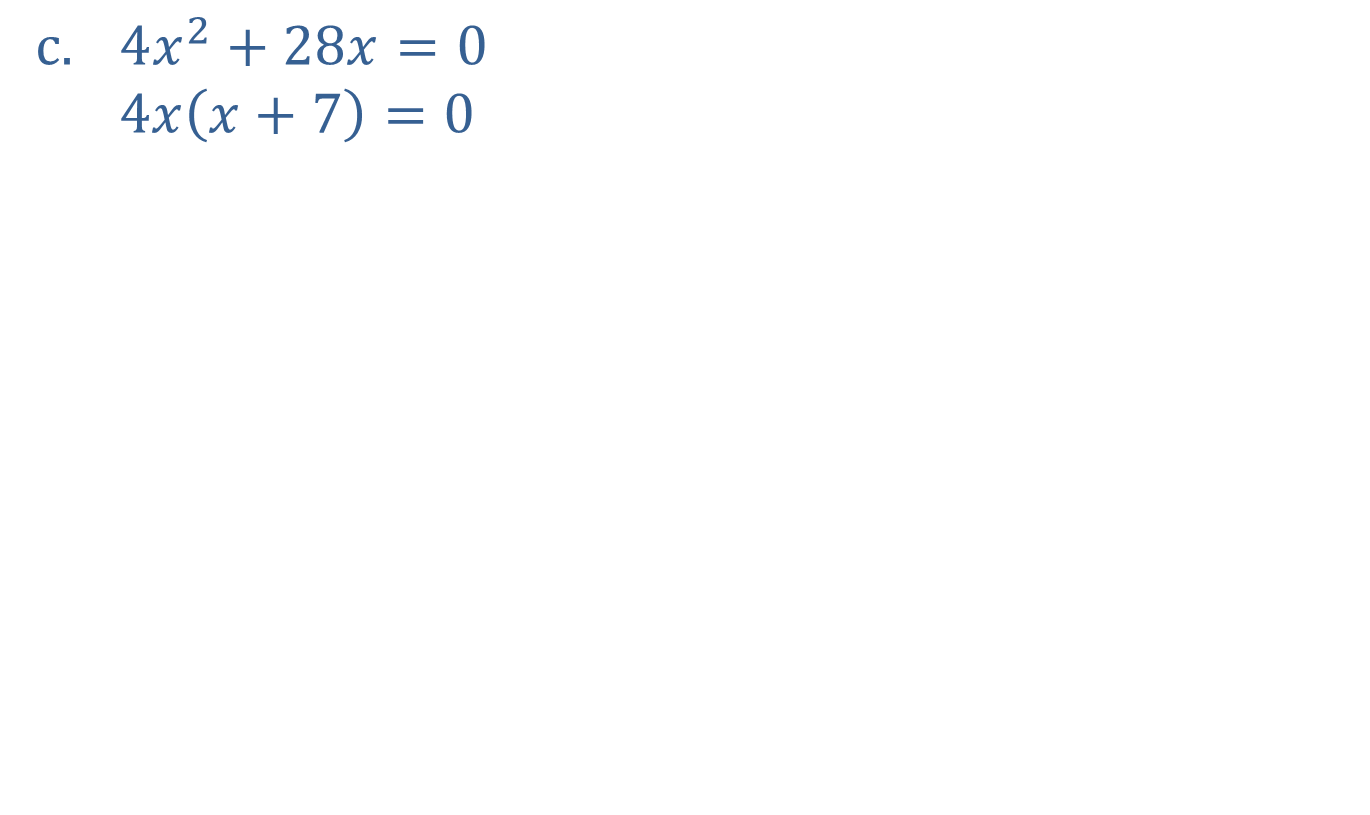 c. 4x² + 28x = 0
4x(x + 7) = 0